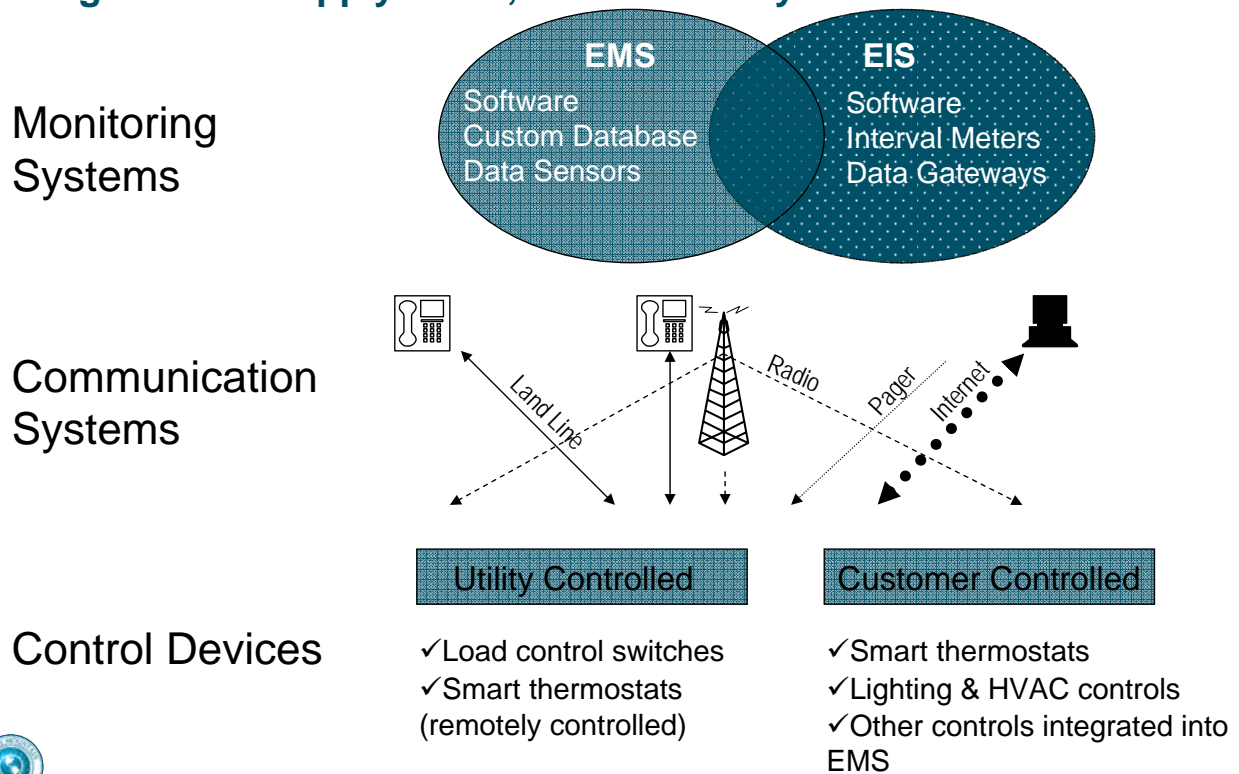 EMS
EIS
Monitoring
Systems
Software
Custom Database
Data Sensors
Software
Interval Meters
Data Gateways
Communication
Systems
Land Line
Radio
Pager
Internet
Utility Controlled
Customer Controlled
Control Devices
✓Load control switches
✓Smart thermostats
(remotely controlled)
✓Smart thermostats
✓Lighting & HVAC controls
✓Other controls integrated into
EMS